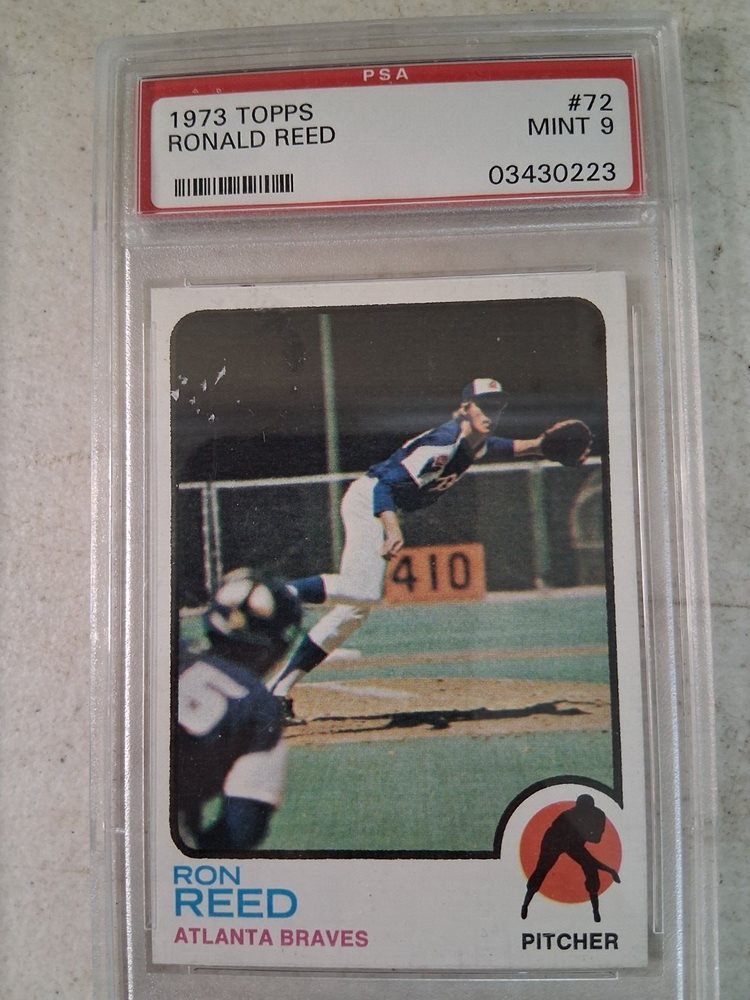 PSA
1973 TOPPS #72
RONALD REED MINT 9
03430223
410
RON
REED
ATLANTA BRAVES
PITCHER